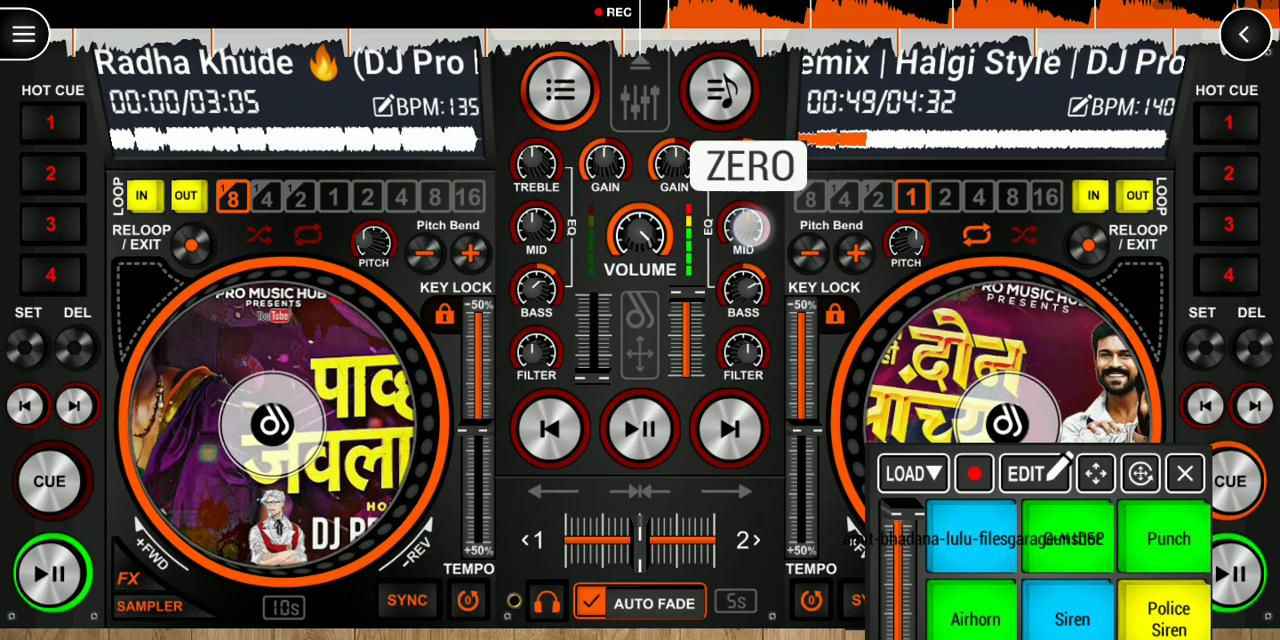 REC
Radha Khude 🔥 (DJ Pro
00:00/03:05
BPM:135
emix | Halgi Style | DJ Pro
00:49/04:32
BPM:140
HOT CUE
1
2
3
4
SET
DEL
CUE
LOOP
IN
OUT
1/8
1/4
1/2
1
2
4
8
16
RELOOP
/ EXIT
PITCH
Pitch Bend
KEY LOCK
-50%
+50%
TEMPO
PRO MUSIC HUB
PRESENTS
YouTube
+FWD
-REV
FX
SAMPLER
10s
SYNC
TREBLE
GAIN
GAIN
ZERO
MID
EQ
VOLUME
EQ
MID
BASS
BASS
FILTER
FILTER
<1
2>
AUTO FADE
5s
8
4
2
1
2
4
8
16
IN
OUT
LOOP
PITCH
Pitch Bend
RELOOP
/ EXIT
KEY LOCK
-50%
+50%
TEMPO
PRO MUSIC HUB
PRESENTS
दोन
HOT CUE
1
2
3
4
SET
DEL
CUE
LOAD▼
EDIT
Punch
Airhorn
Siren
Police
Siren